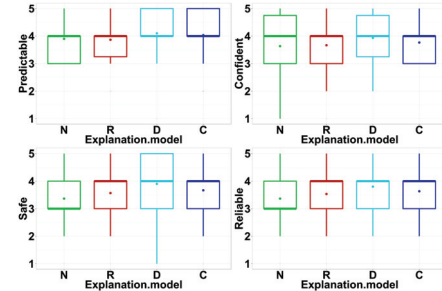 5
4
3
2
1
Predictable
N R D C
Explanation.model
5
4
3
2
1
Confident
N R D C
Explanation.model
5
4
3
2
1
Safe
N R D C
Explanation.model
5
4
3
2
1
Reliable
N R D C
Explanation.model